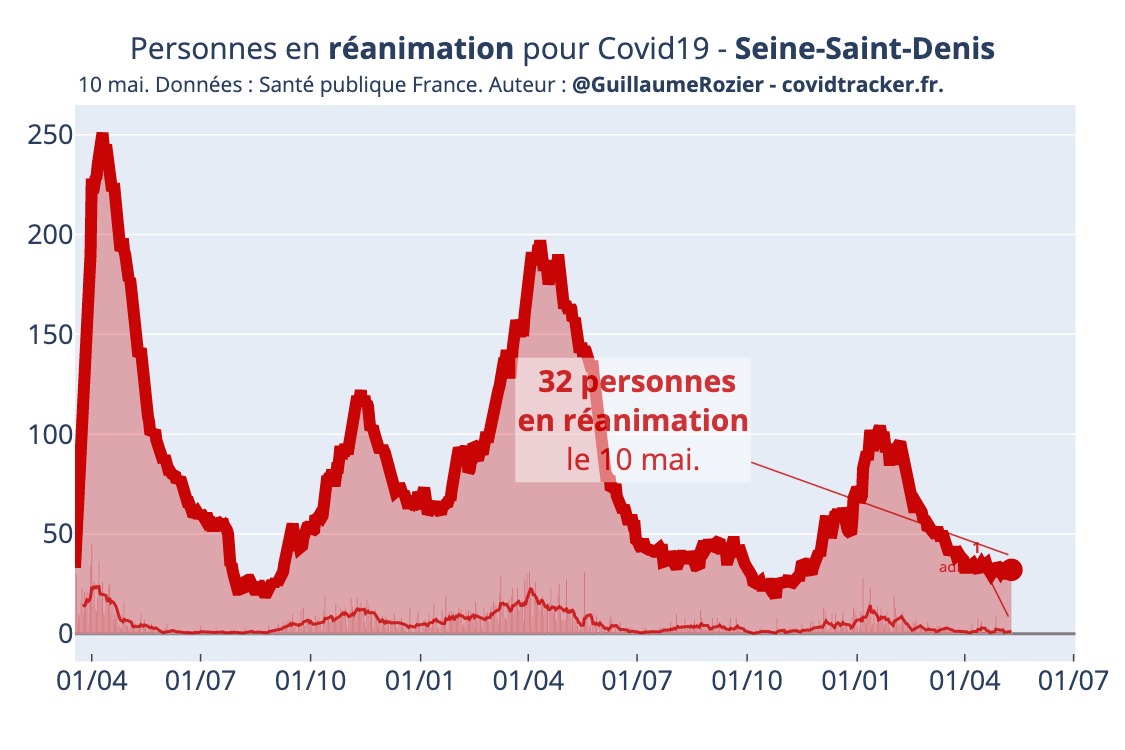 Personnes en réanimation pour Covid19 - Seine-Saint-Denis
10 mai. Données : Santé publique France. Auteur : @GuillaumeRozier - covidtracker.fr.
250
200
150
100
50
0
32 personnes
en réanimation
le 10 mai.
1
01/04 01/07 01/10 01/01 01/04 01/07 01/10 01/01 01/04 01/07